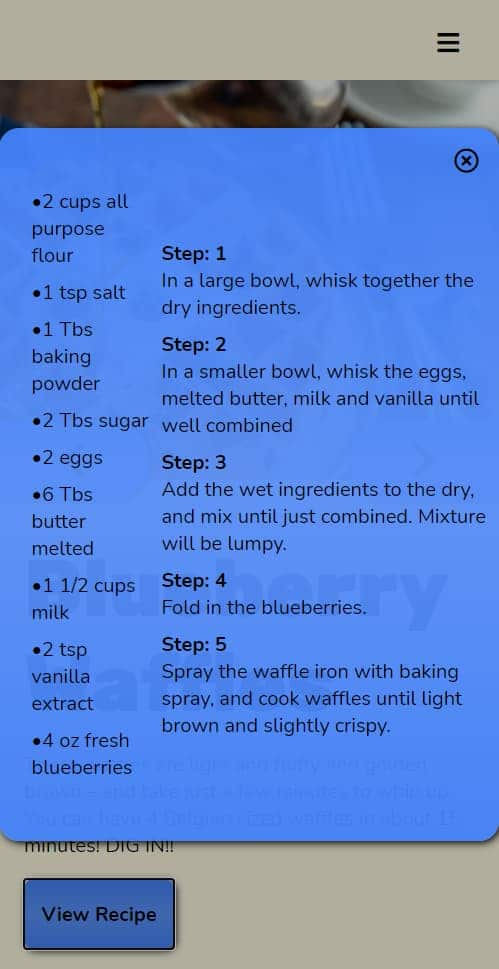 •2 cups all
purpose
flour
•1 tsp salt
•1 Tbs
baking
powder
•2 Tbs sugar
•2 eggs
•6 Tbs
butter
melted
•1 1/2 cups
milk
•2 tsp
vanilla
extract
•4 oz fresh
blueberries
Step: 1
In a large bowl, whisk together the
dry ingredients.
Step: 2
In a smaller bowl, whisk the eggs,
melted butter, milk and vanilla until
well combined
Step: 3
Add the wet ingredients to the dry,
and mix until just combined. Mixture
will be lumpy.
Step: 4
Fold in the blueberries.
Step: 5
Spray the waffle iron with baking
spray, and cook waffles until light
brown and slightly crispy.
Blueberry
Waffles
are light and fluffy and golden
brown - and take just a few minutes to whip up.
You can have 4 Belgian sized waffles in about 15
minutes! DIG IN!!
View Recipe